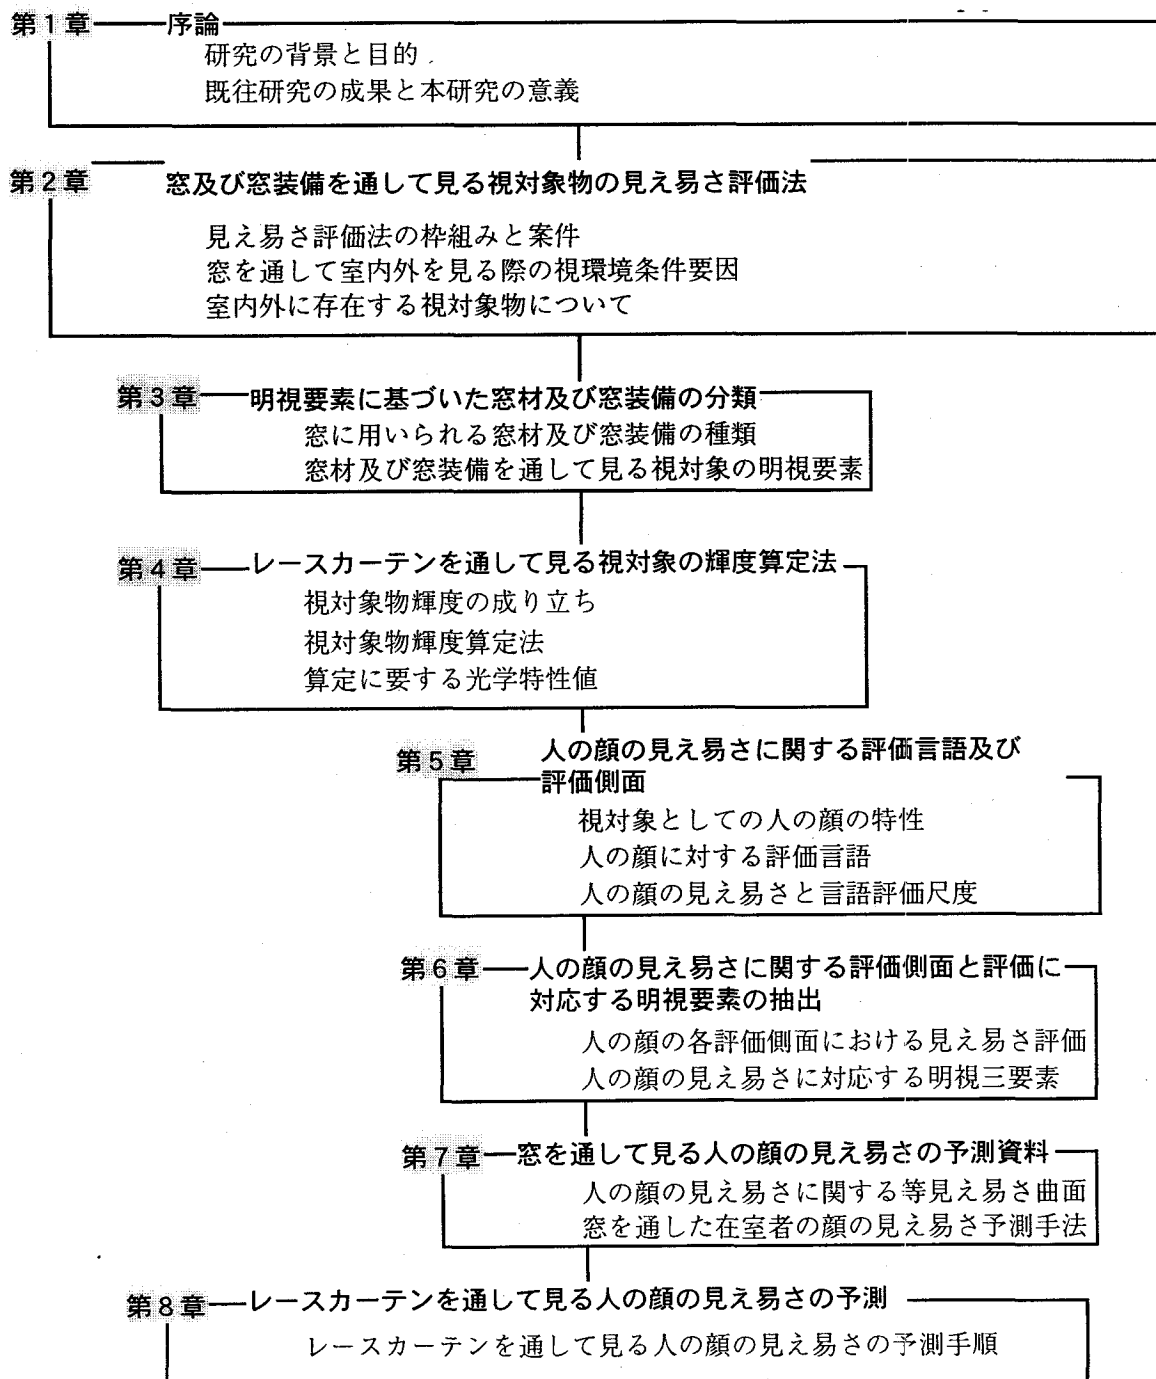 第1章 序論
研究の背景と目的
既往研究の成果と本研究の意義
第2章 窓及び窓装備を通して見る視対象物の見え易さ評価法
見え易さ評価法の枠組みと案件
窓を通して室内外を見る際の視環境条件要因
室内外に存在する視対象物について
第3章 明視要素に基づいた窓材及び窓装備の分類
窓に用いられる窓材及び窓装備の種類
窓材及び窓装備を通して見る視対象の明視要素
第4章 レースカーテンを通して見る視対象の輝度算定法
視対象物輝度の成り立ち
視対象物輝度算定法
算定に要する光学特性値
第5章 人の顔の見え易さに関する評価言語及び
評価側面
視対象としての人の顔の特性
人の顔に対する評価言語
人の顔の見え易さと言語評価尺度
第6章 人の顔の見え易さに関する評価側面と評価に
対応する明視要素の抽出
人の顔の各評価側面における見え易さ評価
人の顔の見え易さに対応する明視三要素
第7章 窓を通して見る人の顔の見え易さの予測資料
人の顔の見え易さに関する等見え易さ曲面
窓を通した在室者の顔の見え易さ予測手法
第8章 レースカーテンを通して見る人の顔の見え易さの予測
レースカーテンを通して見る人の顔の見え易さの予測手順